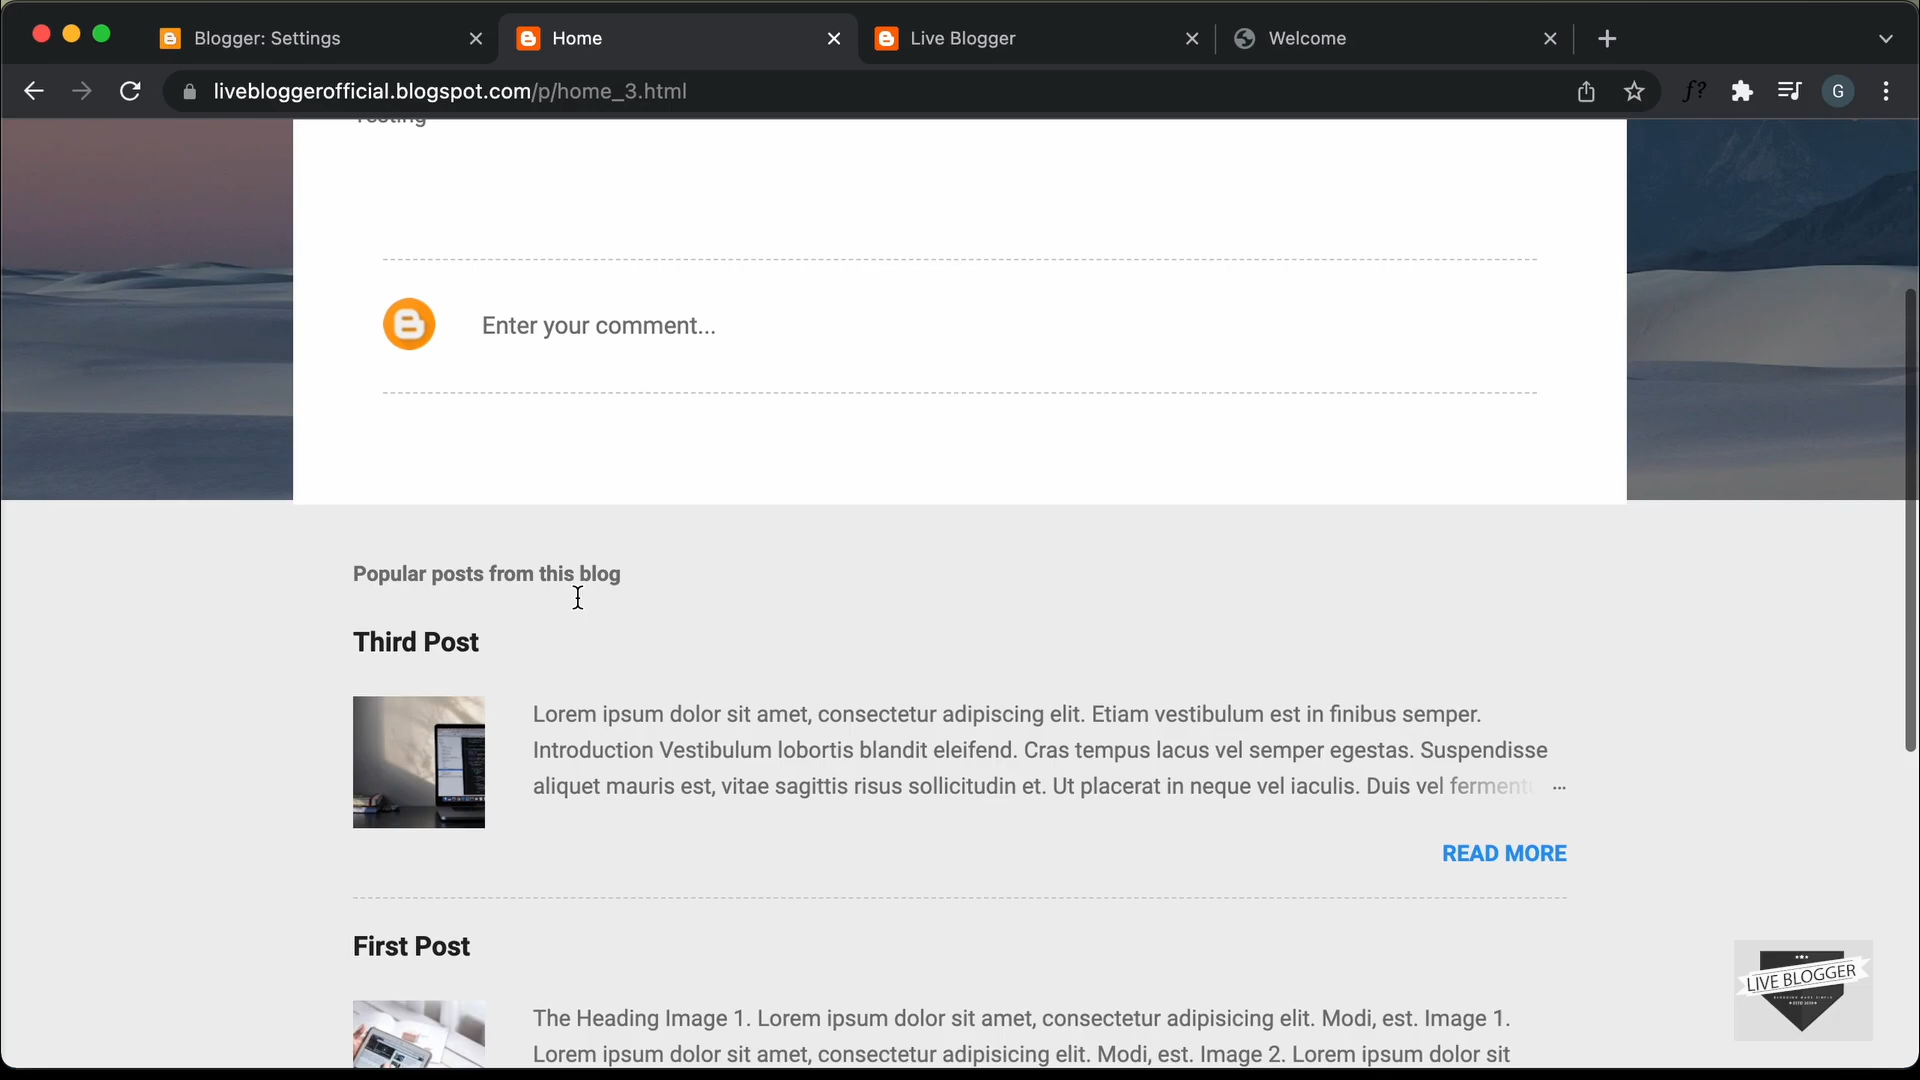 Blogger: Settings
Home
Live Blogger
Welcome
livebloggerofficial.blogspot.com/p/home_3.html
f?
G
Testing
Enter your comment...
Popular posts from this blog
Third Post
Lorem ipsum dolor sit amet, consectetur adipiscing elit. Etiam vestibulum est in finibus semper.
Introduction Vestibulum lobortis blandit eleifend. Cras tempus lacus vel semper egestas. Suspendisse
aliquet mauris est, vitae sagittis risus sollicitudin et. Ut placerat in neque vel iaculis. Duis vel ferment ...
READ MORE
First Post
The Heading Image 1. Lorem ipsum dolor sit amet, consectetur adipisicing elit. Modi, est. Image 1.
Lorem ipsum dolor sit amet, consectetur adipisicing elit. Modi, est. Image 2. Lorem ipsum dolor sit
LIVE BLOGGER
BLOGGING MADE SIMPLE